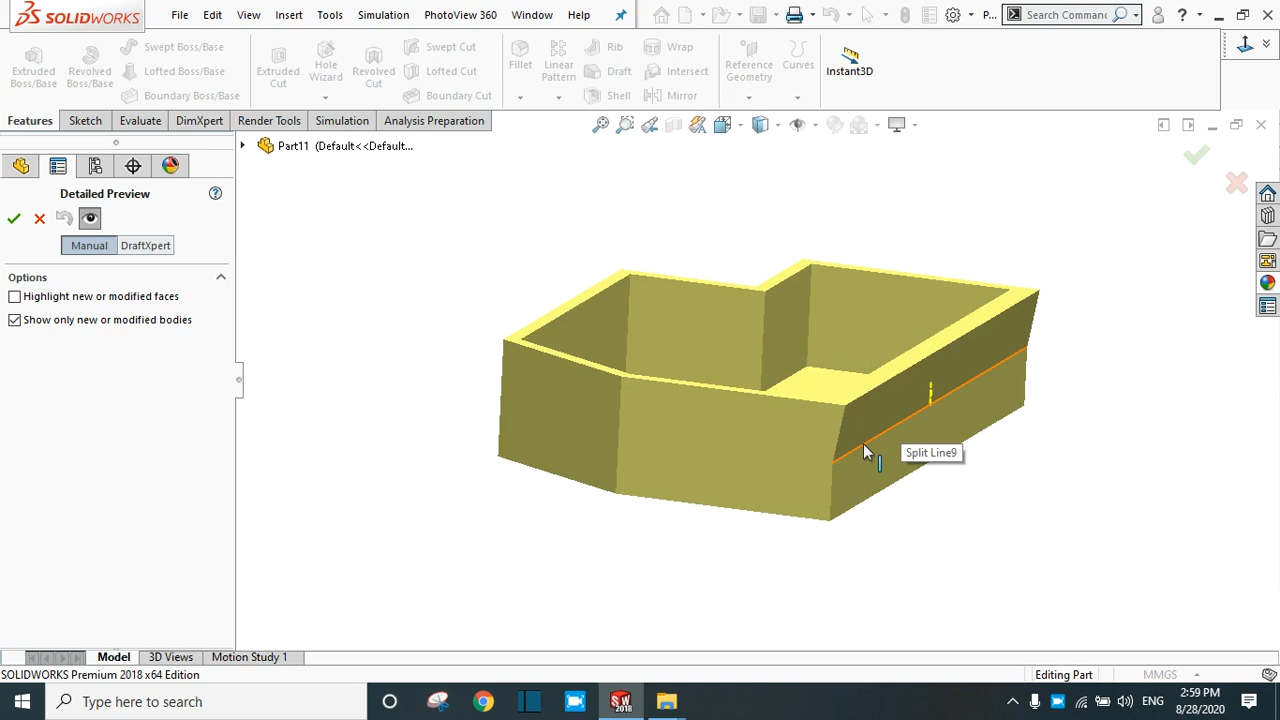 SOLIDWORKS
File Edit View Insert Tools Simulation PhotoView 360 Window Help
P... Search Comman
Extruded Boss/Base
Revolved Boss/Base
Swept Boss/Base
Lofted Boss/Base
Boundary Boss/Base
Extruded Cut
Hole Wizard
Revolved Cut
Swept Cut
Lofted Cut
Boundary Cut
Fillet
Linear Pattern
Rib
Draft
Shell
Wrap
Intersect
Mirror
Reference Geometry
Curves
Instant3D
Features Sketch Evaluate DimXpert Render Tools Simulation Analysis Preparation
Part11 (Default<<Default...
Detailed Preview
Manual DraftXpert
Options
Highlight new or modified faces
Show only new or modified bodies
Split Line9
Model 3D Views Motion Study 1
SOLIDWORKS Premium 2018 x64 Edition
Editing Part MMGS
Type here to search
SW
2018
ENG
2:59 PM
8/28/2020